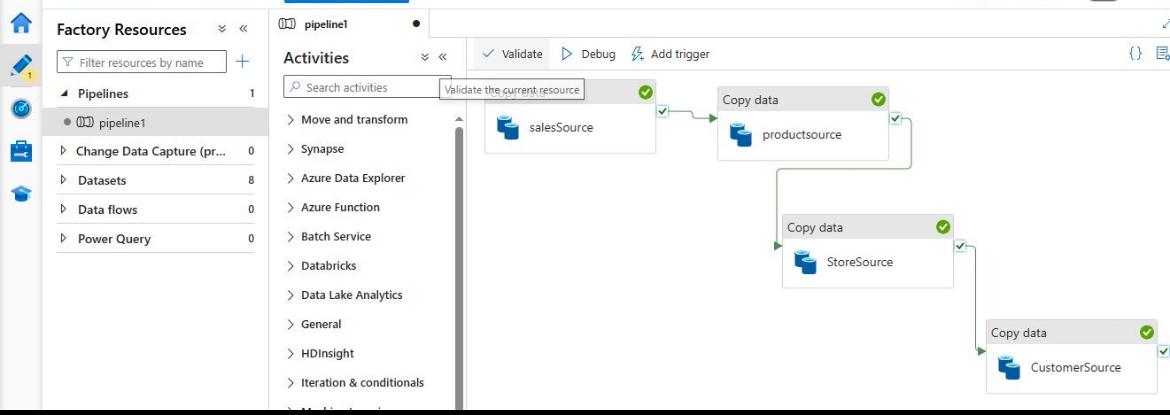 Factory Resources
Filter resources by name
1
Pipelines 1
pipeline1
Change Data Capture (pr... 0
Datasets 8
Data flows 0
Power Query 0
pipeline1
Activities
Search activities
Move and transform
Synapse
Azure Data Explorer
Azure Function
Batch Service
Databricks
Data Lake Analytics
General
HDInsight
Iteration & conditionals
Validate
Debug
Add trigger
{}
Validate the current resource
Copy data
salesSource
Copy data
productsource
Copy data
StoreSource
Copy data
CustomerSource